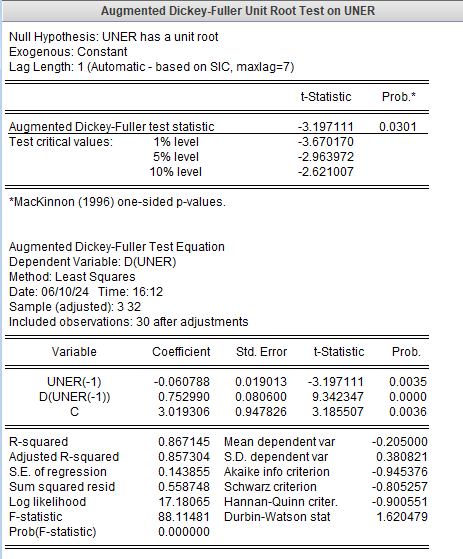 Augmented Dickey-Fuller Unit Root Test on UNER
Null Hypothesis: UNER has a unit root
Exogenous: Constant
Lag Length: 1 (Automatic - based on SIC, maxlag=7)
t-Statistic Prob.*
Augmented Dickey-Fuller test statistic -3.197111 0.0301
Test critical values: 1% level -3.670170
5% level -2.963972
10% level -2.621007
*MacKinnon (1996) one-sided p-values.
Augmented Dickey-Fuller Test Equation
Dependent Variable: D(UNER)
Method: Least Squares
Date: 06/10/24 Time: 16:12
Sample (adjusted): 3 32
Included observations: 30 after adjustments
Variable Coefficient Std. Error t-Statistic Prob.
UNER(-1) -0.060788 0.019013 -3.197111 0.0035
D(UNER(-1)) 0.752990 0.080600 9.342347 0.0000
C 3.019306 0.947826 3.185507 0.0036
R-squared 0.867145 Mean dependent var -0.205000
Adjusted R-squared 0.857304 S.D. dependent var 0.380821
S.E. of regression 0.143855 Akaike info criterion -0.945376
Sum squared resid 0.558748 Schwarz criterion -0.805257
Log likelihood 17.18065 Hannan-Quinn criter. -0.900551
F-statistic 88.11481 Durbin-Watson stat 1.620479
Prob(F-statistic) 0.000000